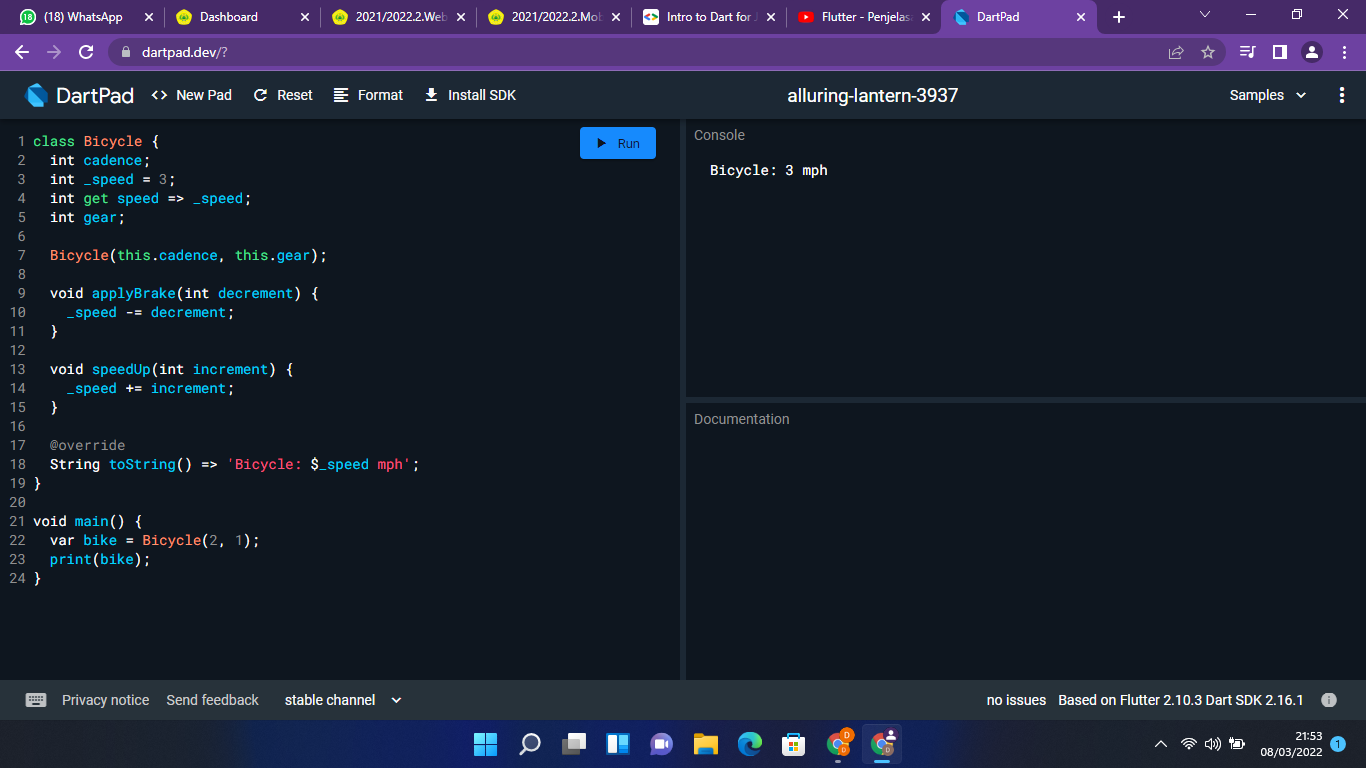 18 (18) WhatsApp
Dashboard
2021/2022.2.Web
2021/2022.2.Mob
Intro to Dart for J
Flutter - Penjelasa
DartPad
dartpad.dev/?
DartPad
<> New Pad
Reset
Format
Install SDK
alluring-lantern-3937
Samples
1 class Bicycle {
2 int cadence;
3 int _speed = 3;
4 int get speed => _speed;
5 int gear;
6
7 Bicycle(this.cadence, this.gear);
8
9 void applyBrake(int decrement) {
10 _speed -= decrement;
11 }
12
13 void speedUp(int increment) {
14 _speed += increment;
15 }
16
17 @override
18 String toString() => 'Bicycle: $_speed mph';
19 }
20
21 void main() {
22 var bike = Bicycle(2, 1);
23 print(bike);
24 }
Run
Console
Bicycle: 3 mph
Documentation
Privacy notice
Send feedback
stable channel
no issues
Based on Flutter 2.10.3 Dart SDK 2.16.1
D
D
D
21:53
08/03/2022
1